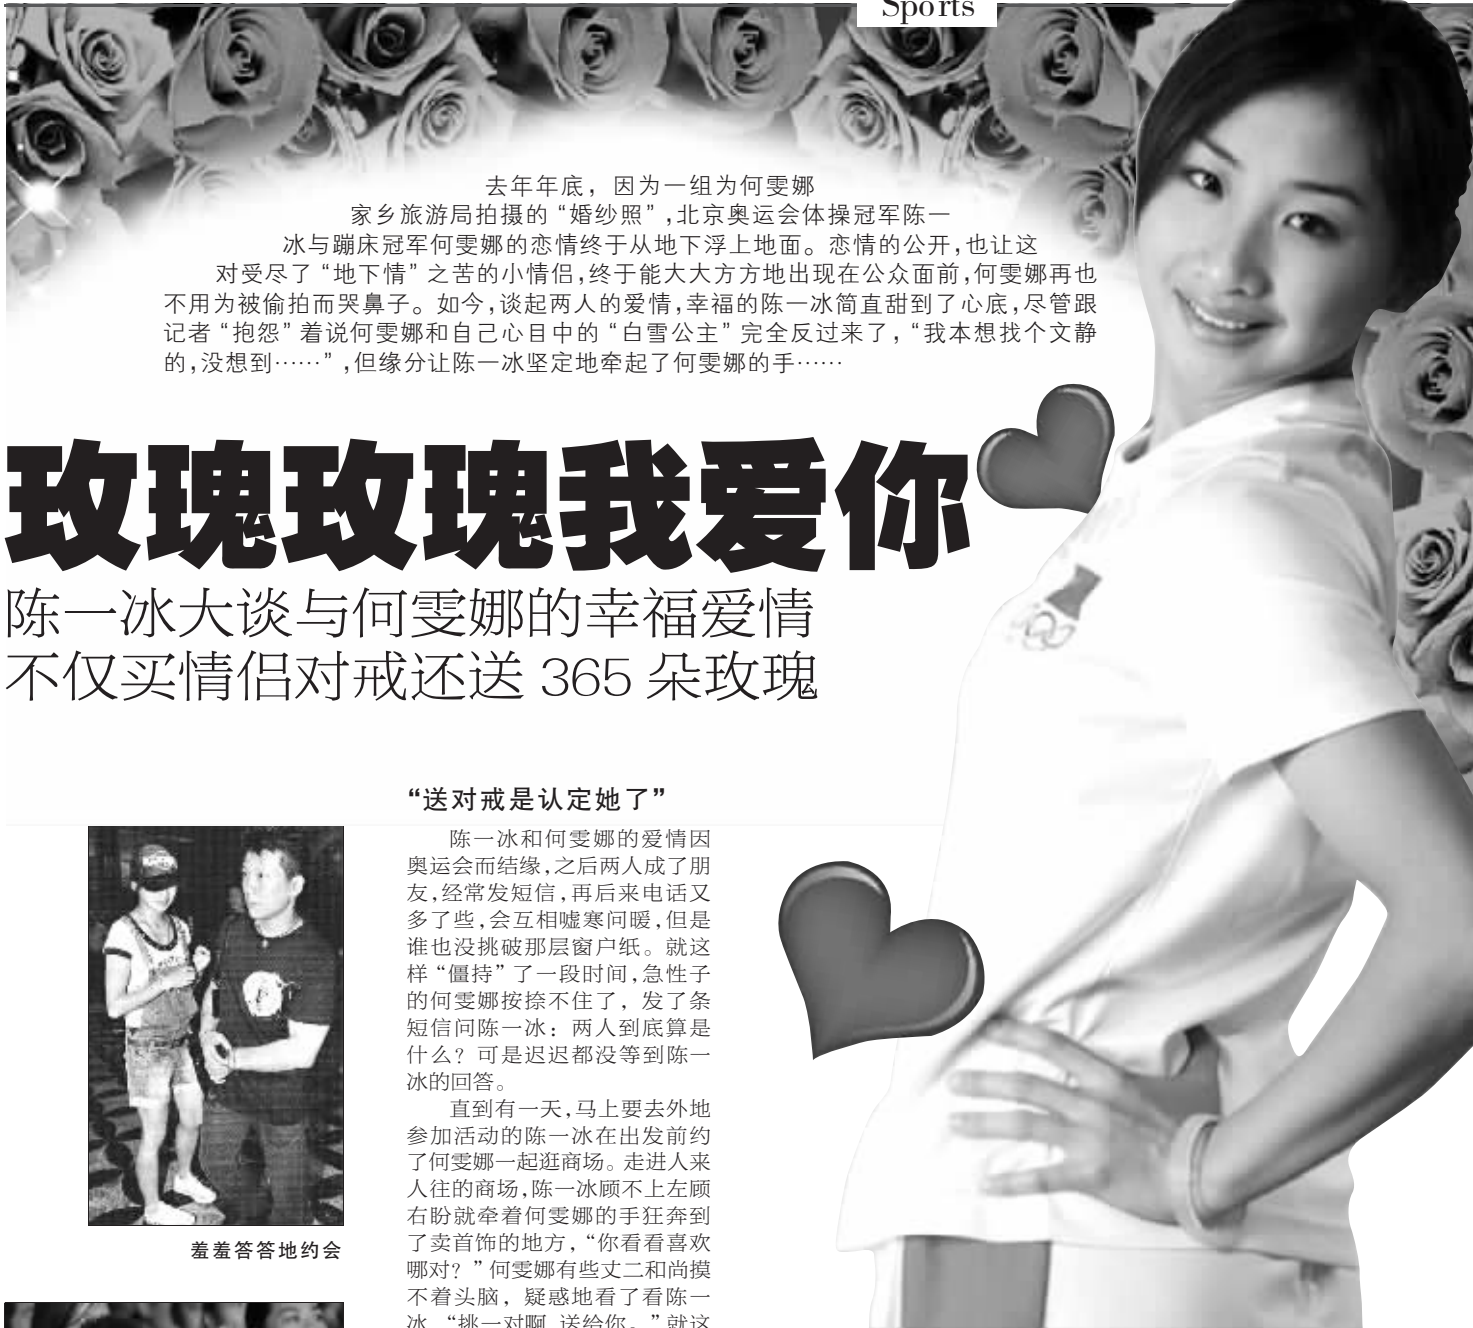 Sports
去年年底，因为一组为何雯娜
家乡旅游局拍摄的“婚纱照”,北京奥运会体操冠军陈一
冰与蹦床冠军何雯娜的恋情终于从地下浮上地面。恋情的公开,也让这
对受尽了“地下情”之苦的小情侣,终于能大大方方地出现在公众面前,何雯娜再也
不用为被偷拍而哭鼻子。如今,谈起两人的爱情,幸福的陈一冰简直甜到了心底,尽管跟
记者“抱怨”着说何雯娜和自己心目中的“白雪公主”完全反过来了，“我本想找个文静
的,没想到……”,但缘分让陈一冰坚定地牵起了何雯娜的手……
玫瑰玫瑰我爱你
陈一冰大谈与何雯娜的幸福爱情
不仅买情侣对戒还送 365 朵玫瑰
“送对戒是认定她了”
陈一冰和何雯娜的爱情因
奥运会而结缘,之后两人成了朋
友,经常发短信,再后来电话又
多了些,会互相嘘寒问暖,但是
谁也没挑破那层窗户纸。就这
样“僵持”了一段时间,急性子
的何雯娜按捺不住了，发了条
短信问陈一冰：两人到底算是
什么？可是迟迟都没等到陈一
冰的回答。
直到有一天,马上要去外地
参加活动的陈一冰在出发前约
了何雯娜一起逛商场。走进人来
人往的商场,陈一冰顾不上左顾
右盼就牵着何雯娜的手狂奔到
了卖首饰的地方，“你看看喜欢
哪对？”何雯娜有些丈二和尚摸
不着头脑，疑惑地看了看陈一
冰，“挑一对啊,送给你。”就这
羞羞答答地约会